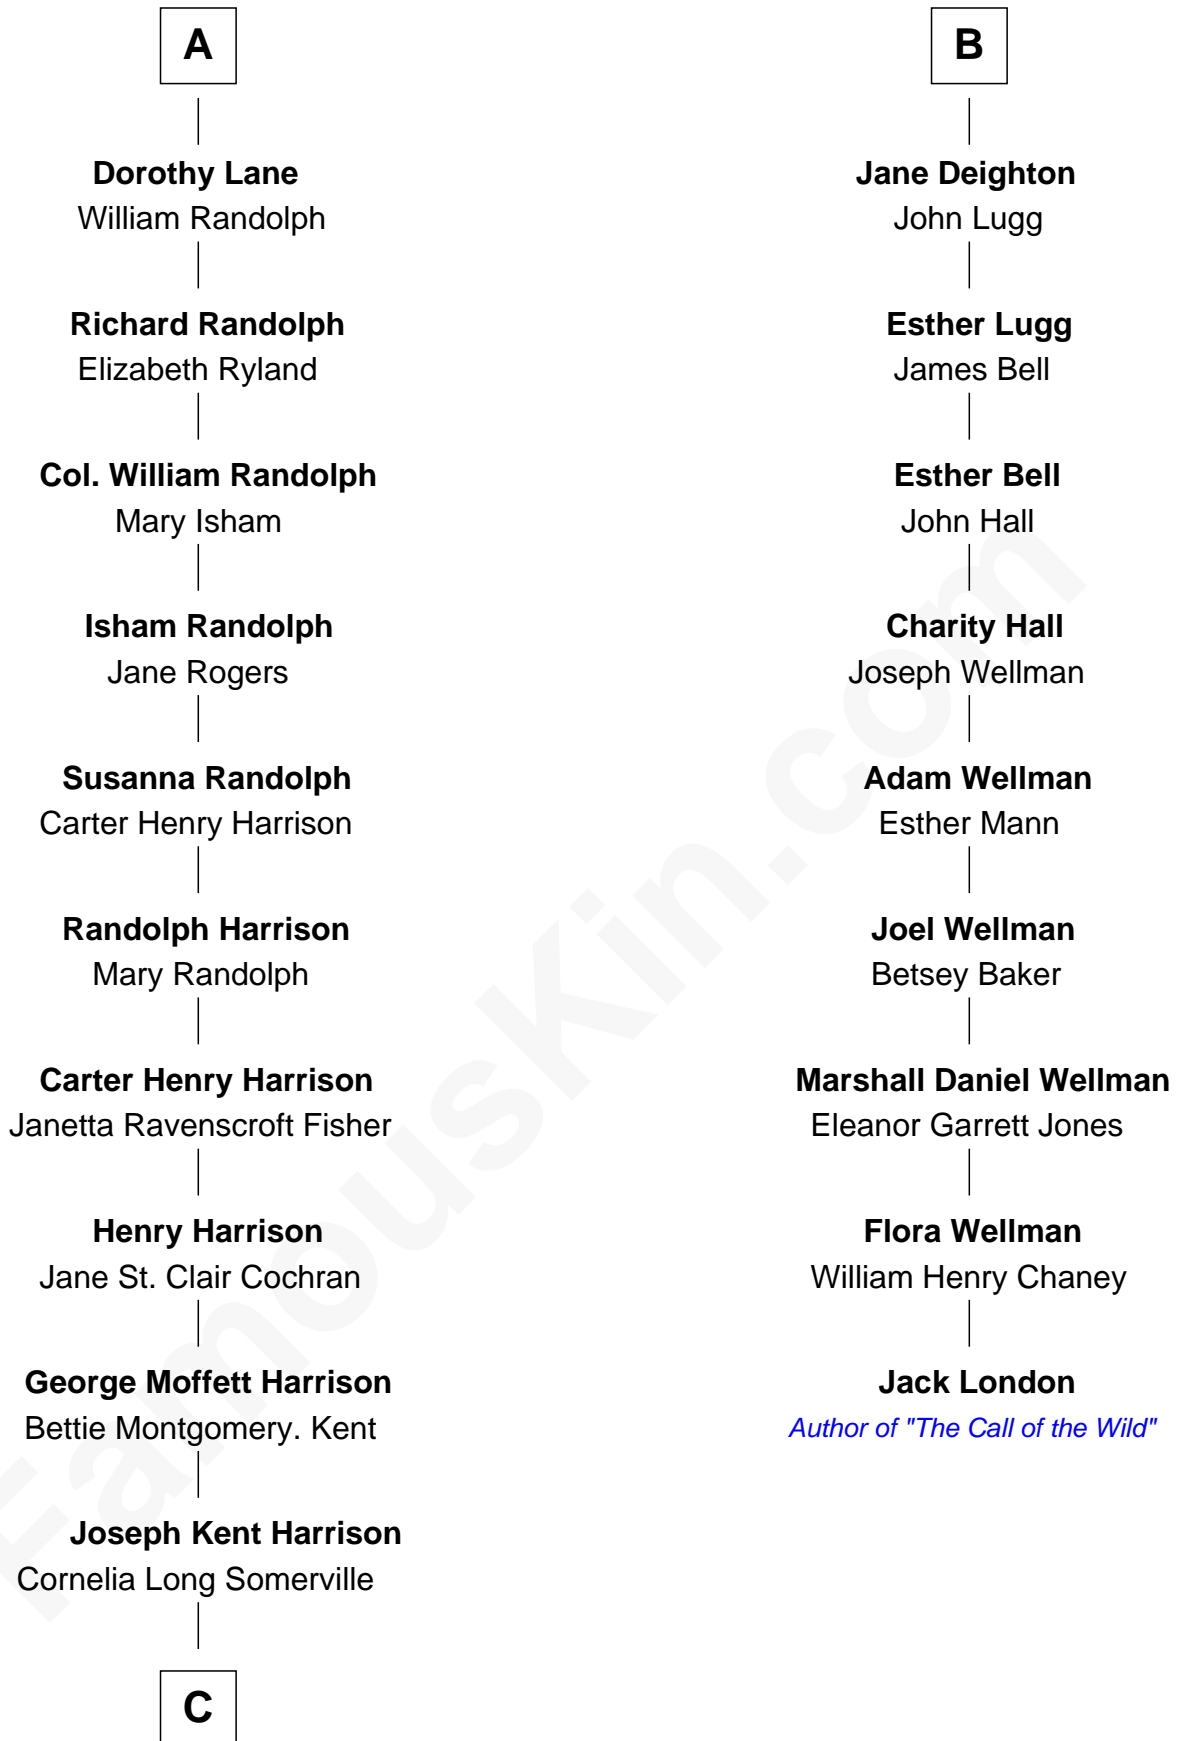 A
Dorothy Lane
William Randolph
Richard Randolph
Elizabeth Ryland
Col. William Randolph
Mary Isham
Isham Randolph
Jane Rogers
Susanna Randolph
Carter Henry Harrison
Randolph Harrison
Mary Randolph
Carter Henry Harrison
Janetta Ravenscroft Fisher
Henry Harrison
Jane St. Clair Cochran
George Moffett Harrison
Bettie Montgomery. Kent
Joseph Kent Harrison
Cornelia Long Somerville
C
B
Jane Deighton
John Lugg
Esther Lugg
James Bell
Esther Bell
John Hall
Charity Hall
Joseph Wellman
Adam Wellman
Esther Mann
Joel Wellman
Betsey Baker
Marshall Daniel Wellman
Eleanor Garrett Jones
Flora Wellman
William Henry Chaney
Jack London
Author of "The Call of the Wild"
FamousKin.com